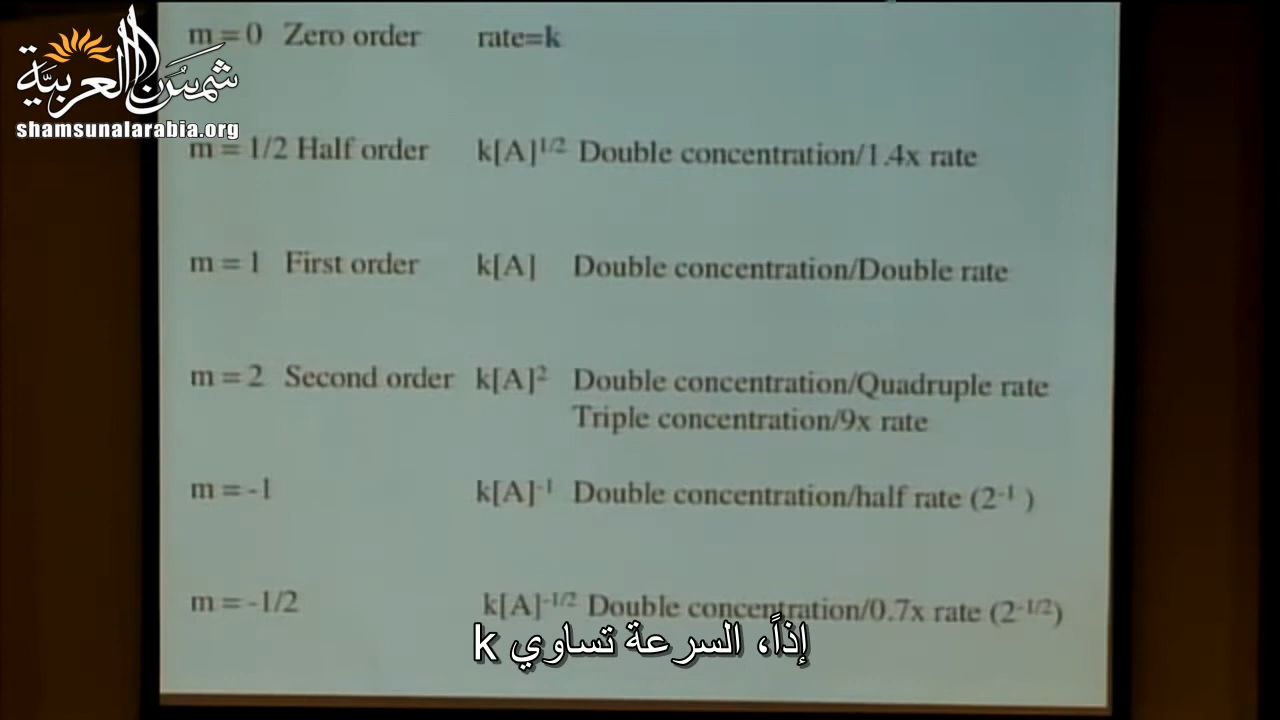 شمس العربية
shamsunalarabia.org
m = 0 Zero order rate=k
m = 1/2 Half order k[A]^1/2 Double concentration/1.4x rate
m = 1 First order k[A] Double concentration/Double rate
m = 2 Second order k[A]^2 Double concentration/Quadruple rate
Triple concentration/9x rate
m = -1 k[A]^-1 Double concentration/half rate (2^-1 )
m = -1/2 k[A]^-1/2 Double concentration/0.7x rate (2^-1/2)
إذاً، السرعة تساوي k